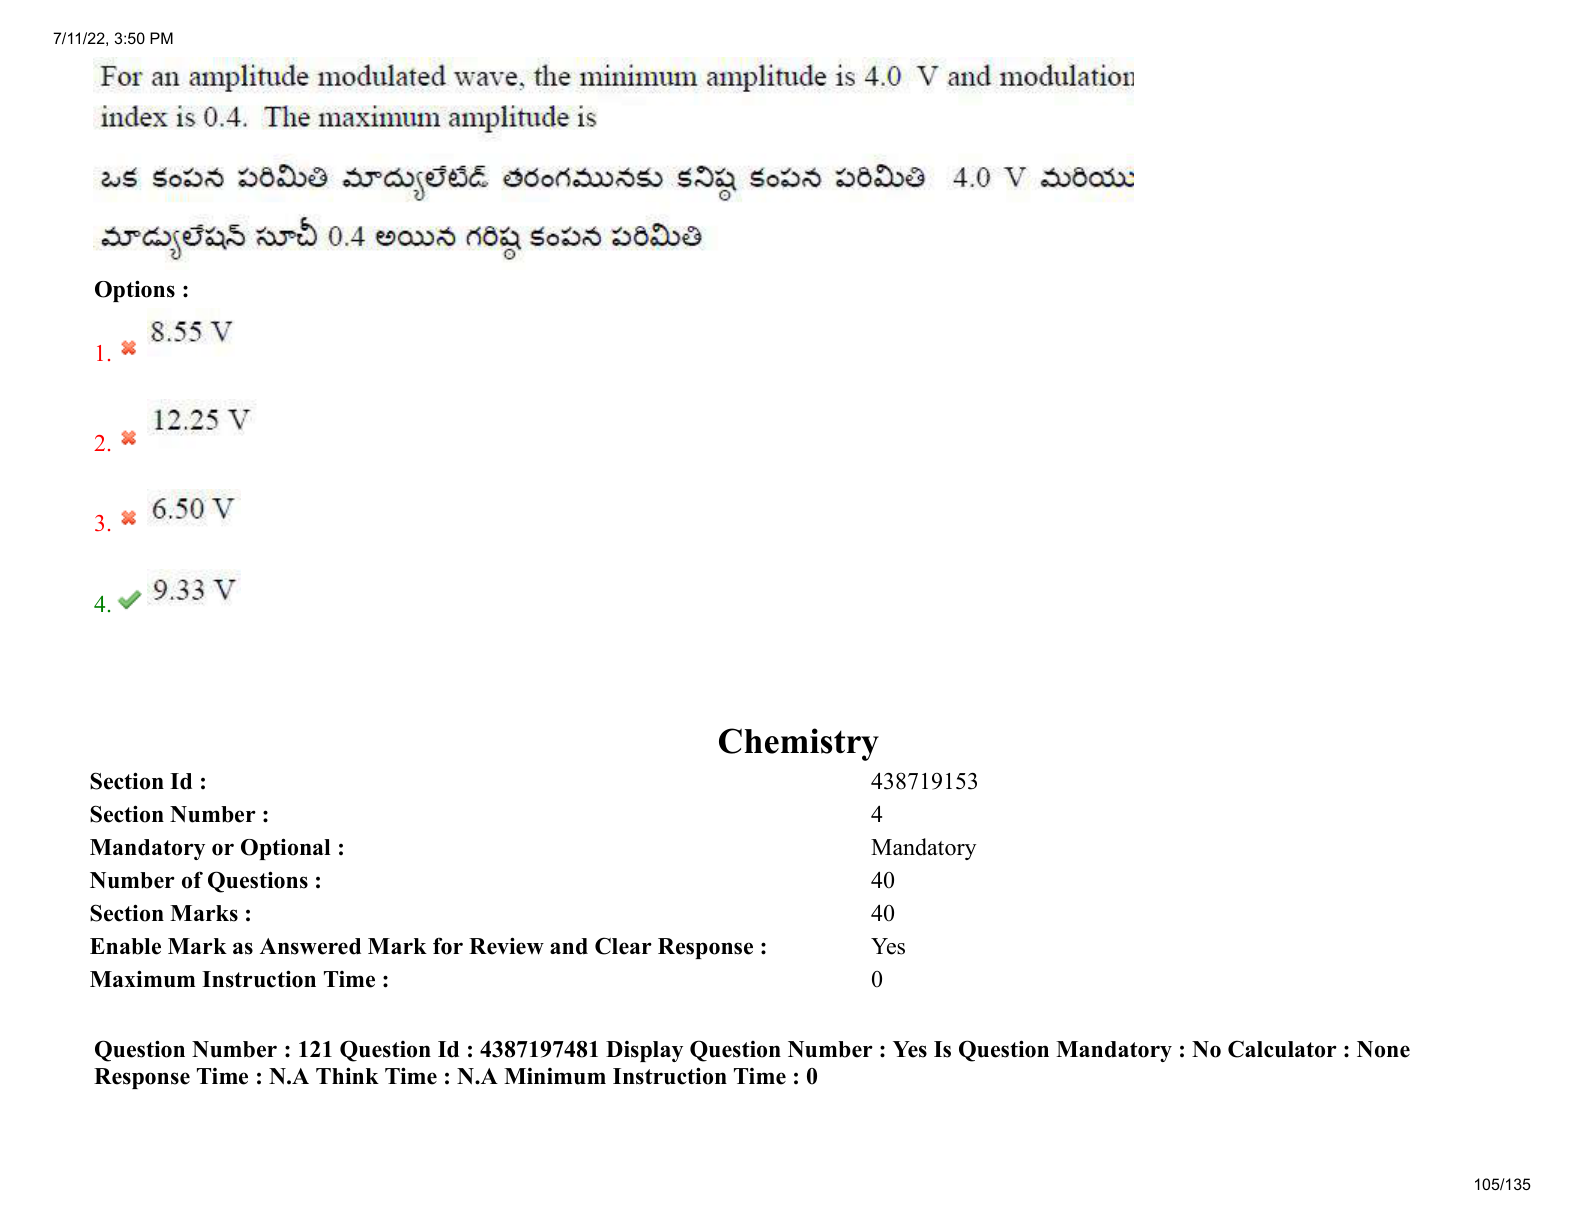 7/11/22, 3:50 PM
For an amplitude modulated wave, the minimum amplitude is 4.0 V and modulation
index is 0.4. The maximum amplitude is
ఒక కంపన పరిమితి మాద్యులేటేడ్ తరంగమునకు కనిష్ఠ కంపన పరిమితి 4.0 V మరియు
మాడ్యులేషన్ సూచీ 0.4 అయిన గరిష్ఠ కంపన పరిమితి
Options :
1. 8.55 V
2. 12.25 V
3. 6.50 V
4. 9.33 V
Chemistry
Section Id : 438719153
Section Number : 4
Mandatory or Optional : Mandatory
Number of Questions : 40
Section Marks : 40
Enable Mark as Answered Mark for Review and Clear Response : Yes
Maximum Instruction Time : 0
Question Number : 121 Question Id : 4387197481 Display Question Number : Yes Is Question Mandatory : No Calculator : None
Response Time : N.A Think Time : N.A Minimum Instruction Time : 0
105/135